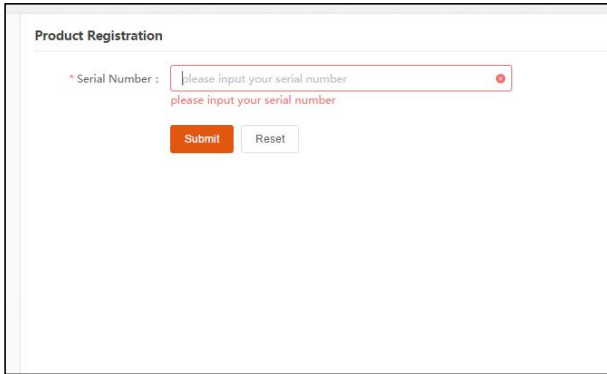 Product Registration
* Serial Number :
please input your serial number
please input your serial number
Submit Reset